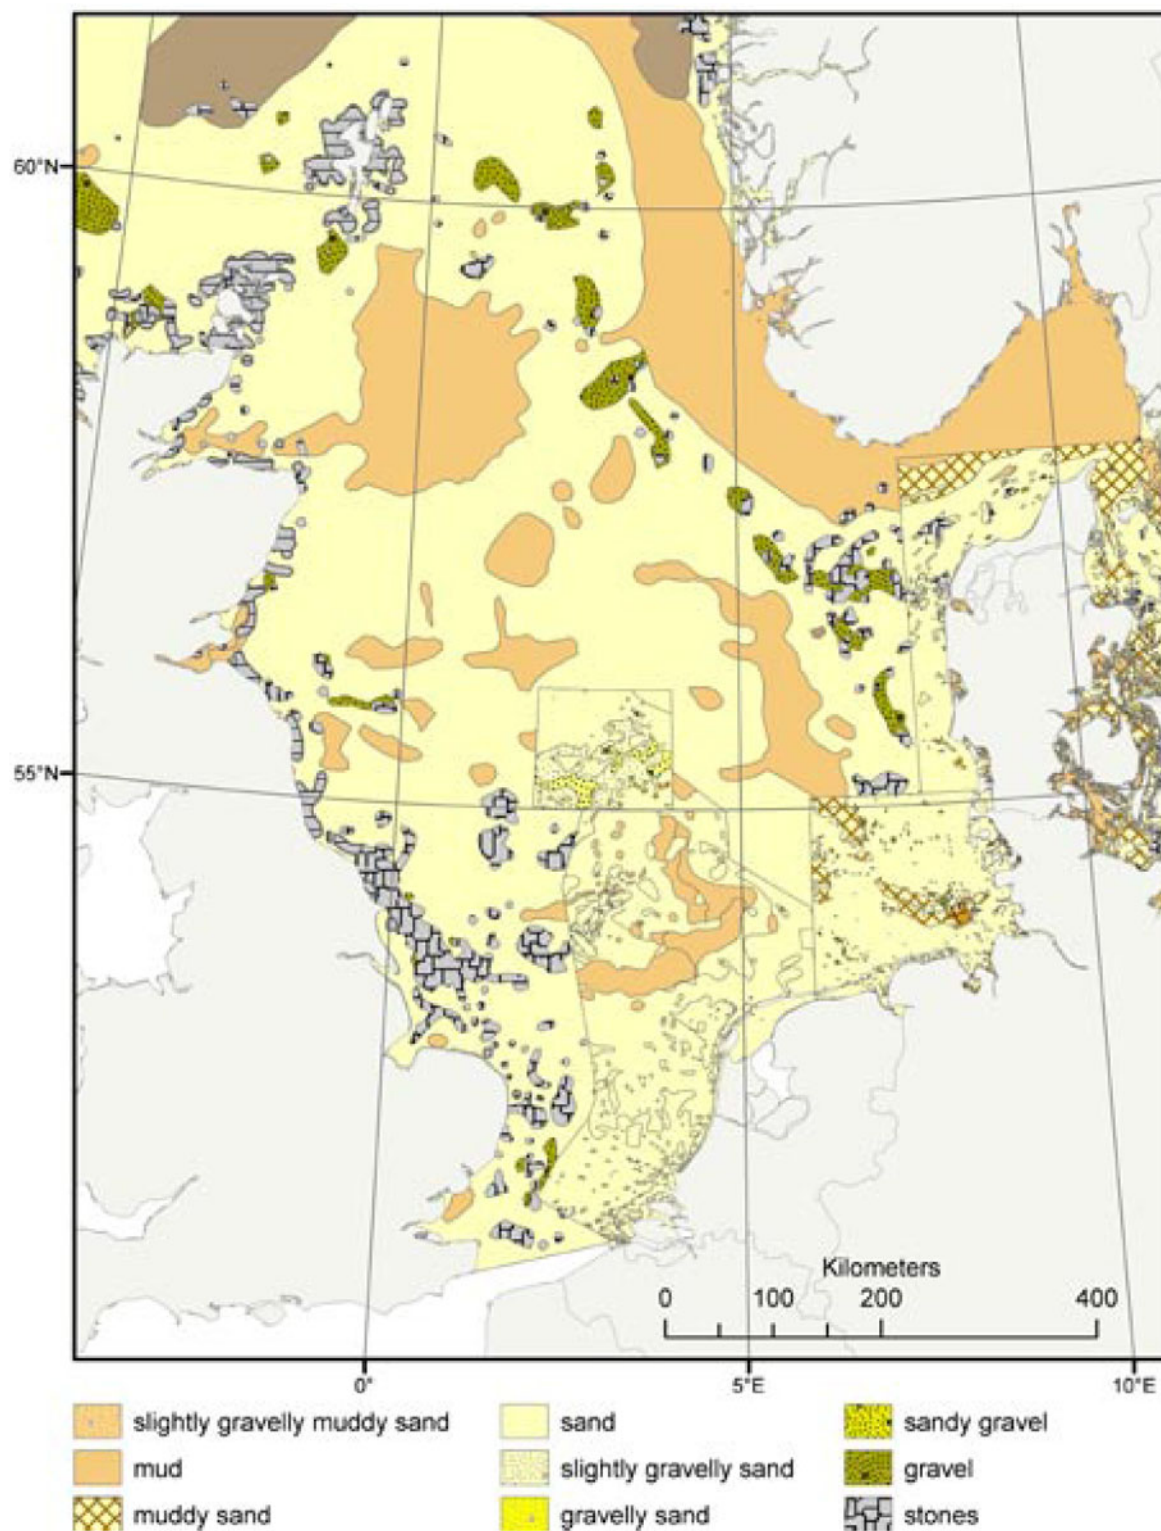 60°N
55°N
Kilometers
0 100 200 400
0° 5°E 10°E
slightly gravelly muddy sand sand sandy gravel
mud slightly gravelly sand gravel
muddy sand gravelly sand stones